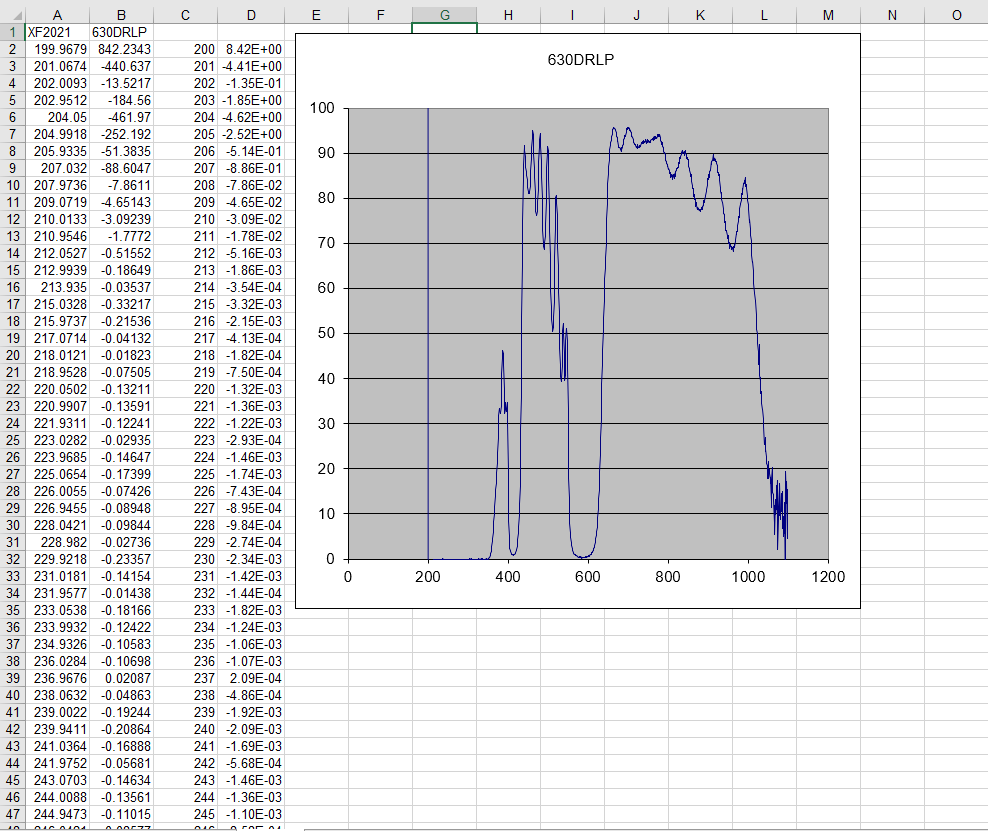 A B C D E F G H I J K L M N O
1 XF2021 630DRLP
2 199.9679 842.2343 200 8.42E+00
3 201.0674 -440.637 201 -4.41E+00
4 202.0093 -13.5217 202 -1.35E-01
5 202.9512 -184.56 203 -1.85E+00
6 204.05 -461.97 204 -4.62E+00
7 204.9918 -252.192 205 -2.52E+00
8 205.9335 -51.3835 206 -5.14E-01
9 207.032 -88.6047 207 -8.86E-01
10 207.9736 -7.8611 208 -7.86E-02
11 209.0719 -4.65143 209 -4.65E-02
12 210.0133 -3.09239 210 -3.09E-02
13 210.9546 -1.7772 211 -1.78E-02
14 212.0527 -0.51552 212 -5.16E-03
15 212.9939 -0.18649 213 -1.86E-03
16 213.935 -0.03537 214 -3.54E-04
17 215.0328 -0.33217 215 -3.32E-03
18 215.9737 -0.21536 216 -2.15E-03
19 217.0714 -0.04132 217 -4.13E-04
20 218.0121 -0.01823 218 -1.82E-04
21 218.9528 -0.07505 219 -7.50E-04
22 220.0502 -0.13211 220 -1.32E-03
23 220.9907 -0.13591 221 -1.36E-03
24 221.9311 -0.12241 222 -1.22E-03
25 223.0282 -0.02935 223 -2.93E-04
26 223.9685 -0.14647 224 -1.46E-03
27 225.0654 -0.17399 225 -1.74E-03
28 226.0055 -0.07426 226 -7.43E-04
29 226.9455 -0.08948 227 -8.95E-04
30 228.0421 -0.09844 228 -9.84E-04
31 228.982 -0.02736 229 -2.74E-04
32 229.9218 -0.23357 230 -2.34E-03
33 231.0181 -0.14154 231 -1.42E-03
34 231.9577 -0.01438 232 -1.44E-04
35 233.0538 -0.18166 233 -1.82E-03
36 233.9932 -0.12422 234 -1.24E-03
37 234.9326 -0.10583 235 -1.06E-03
38 236.0284 -0.10698 236 -1.07E-03
39 236.9676 0.02087 237 2.09E-04
40 238.0632 -0.04863 238 -4.86E-04
41 239.0022 -0.19244 239 -1.92E-03
42 239.9411 -0.20864 240 -2.09E-03
43 241.0364 -0.16888 241 -1.69E-03
44 241.9752 -0.05681 242 -5.68E-04
45 243.0703 -0.14634 243 -1.46E-03
46 244.0088 -0.13561 244 -1.36E-03
47 244.9473 -0.11015 245 -1.10E-03
630DRLP
100
90
80
70
60
50
40
30
20
10
0
0 200 400 600 800 1000 1200